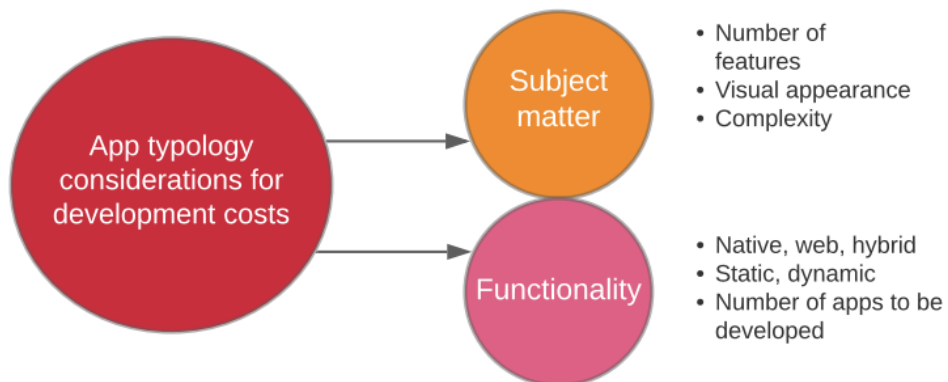 App typology
considerations for
development costs
Subject
matter
• Number of
features
• Visual appearance
• Complexity
Functionality
• Native, web, hybrid
• Static, dynamic
• Number of apps to be
developed